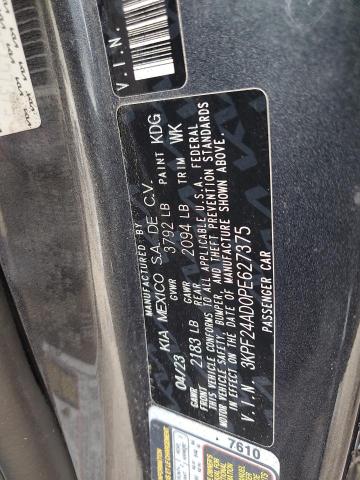 V.I.N.
MANUFACTURED BY
KIA MEXICO S.A. DE C.V.
04/23 GVWR 3792 LB PAINT KDG
GAWR FRONT 2183 LB GAWR REAR 2094 LB TRIM WK
THIS VEHICLE CONFORMS TO ALL APPLICABLE U.S.A. FEDERAL
MOTOR VEHICLE SAFETY, BUMPER, AND THEFT PREVENTION STANDARDS
IN EFFECT ON THE DATE OF MANUFACTURE SHOWN ABOVE.
V.I.N 3KPF24AD0PE627375
PASSENGER CAR
7610